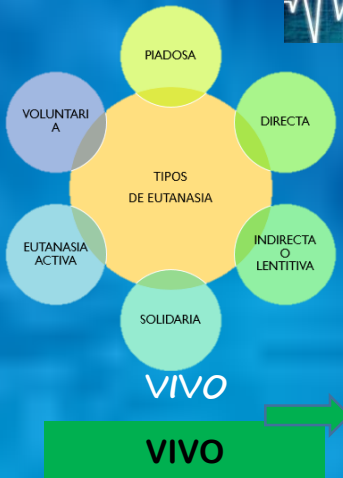 PIADOSA
VOLUNTARI
A
DIRECTA
TIPOS
DE EUTANASIA
EUTANASIA
ACTIVA
INDIRECTA
O
LENTITIVA
SOLIDARIA
VIVO
VIVO